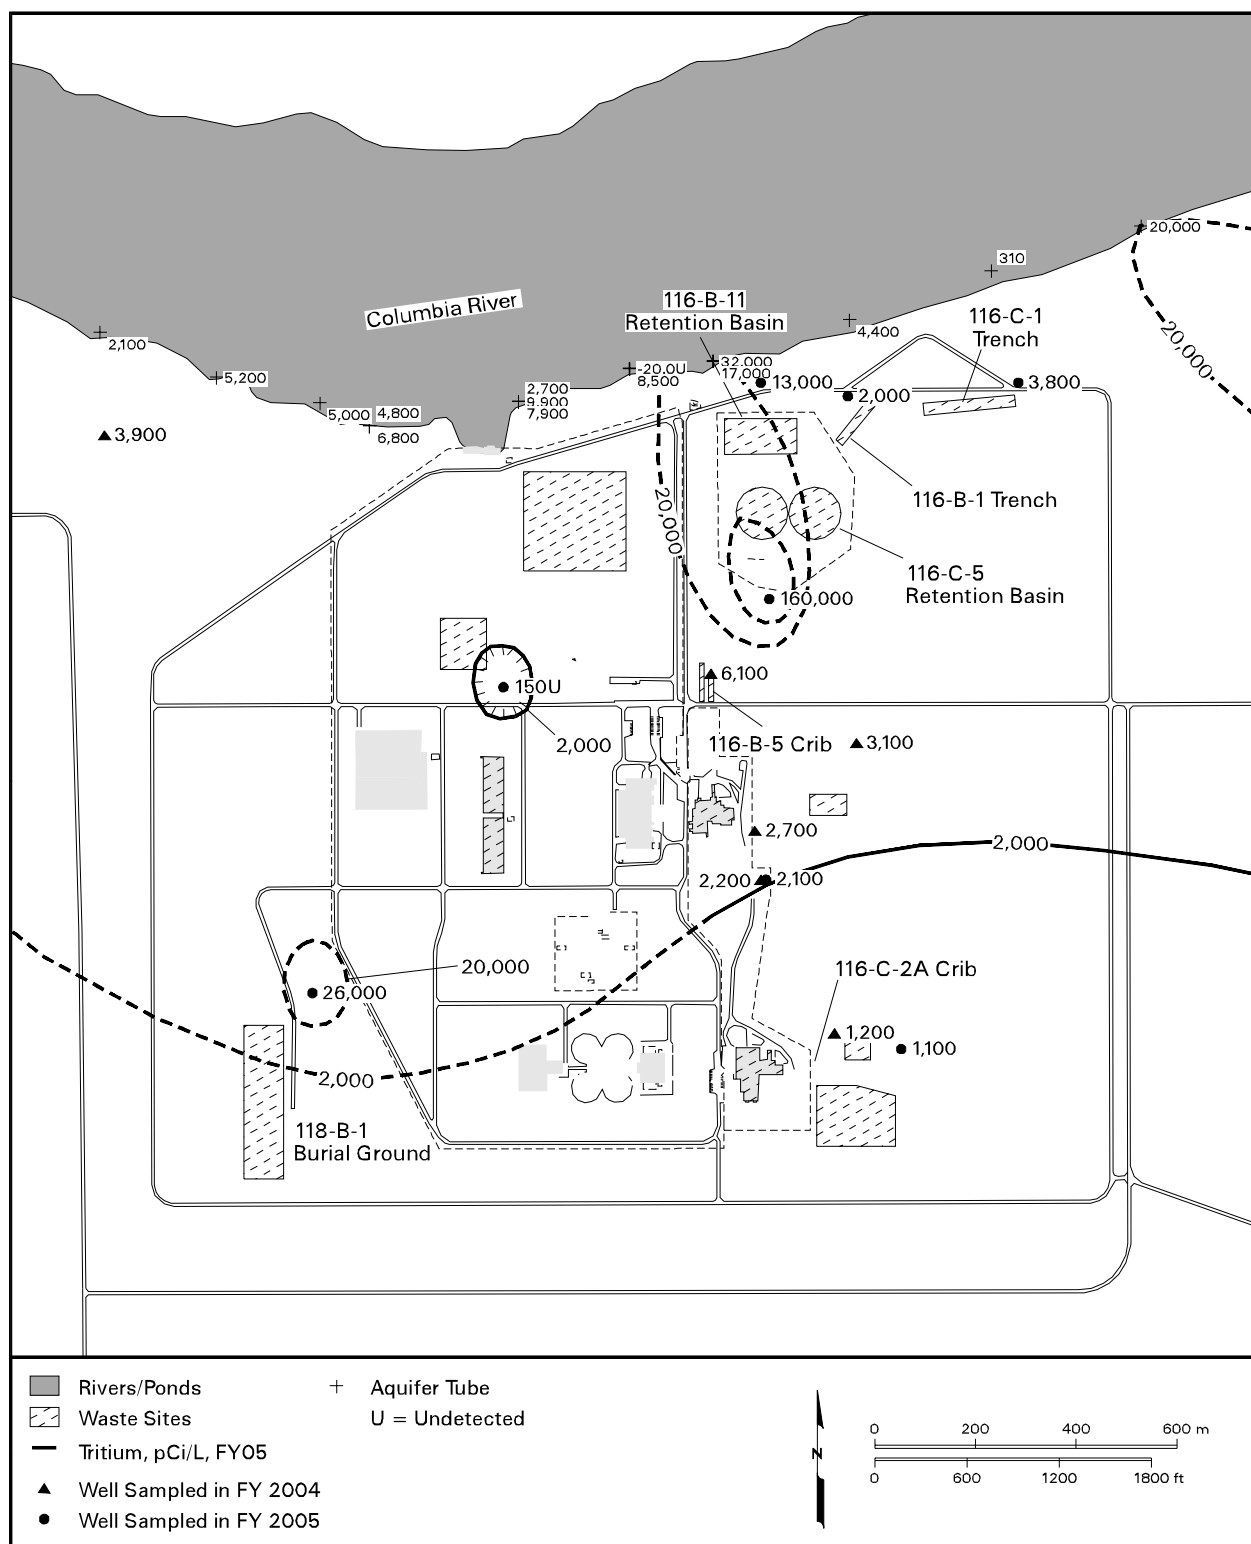 20,000
310
Columbia River
116-B-11
Retention Basin
116-C-1
Trench
2,100
4,400
20,000
32,000
17,000
-20.0U
8,500
13,000
3,800
5,200
2,700
9,900
7,900
2,000
5,000
4,800
6,800
3,900
20,000
116-B-1 Trench
116-C-5
Retention Basin
160,000
6,100
150U
2,000
116-B-5 Crib
3,100
2,700
2,000
2,200
2,100
20,000
26,000
116-C-2A Crib
1,200
1,100
2,000
118-B-1
Burial Ground
Rivers/Ponds
Waste Sites
Tritium, pCi/L, FY05
Well Sampled in FY 2004
Well Sampled in FY 2005
Aquifer Tube
U = Undetected
N
0 200 400 600 m
0 600 1200 1800 ft